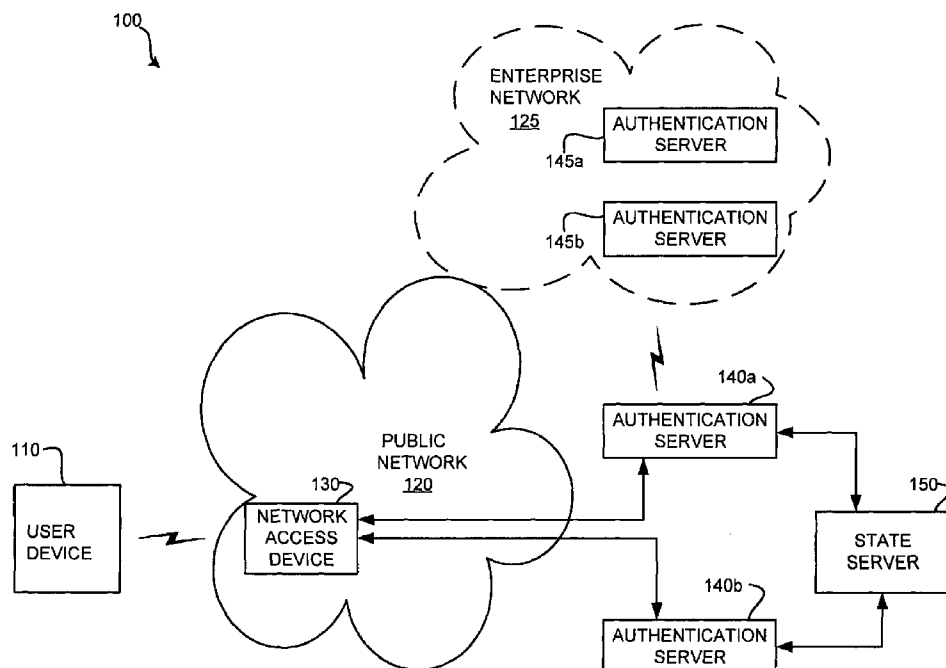 100
ENTERPRISE
NETWORK
125
AUTHENTICATION
SERVER
145a
AUTHENTICATION
SERVER
145b
140a
AUTHENTICATION
SERVER
110
PUBLIC
NETWORK
120
130
150
USER
DEVICE
NETWORK
ACCESS
DEVICE
STATE
SERVER
140b
AUTHENTICATION
SERVER